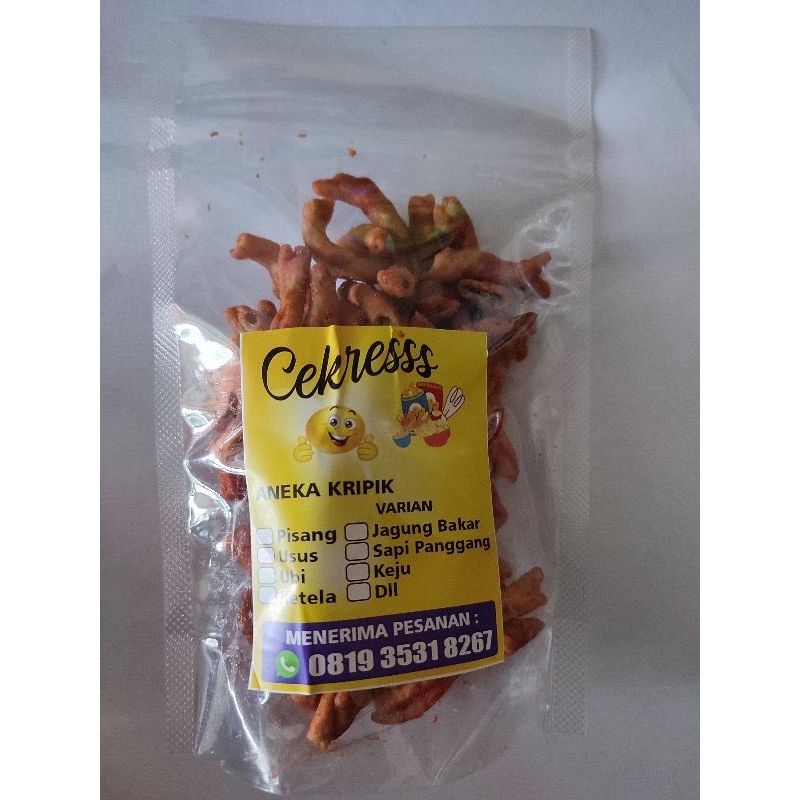 Cekresss
ANEKA KRIPIK
VARIAN
Pisang
Usus
Ubi
Ketela
Jagung Bakar
Sapi Panggang
Keju
Dll
MENERIMA PESANAN :
0819 3531 8267